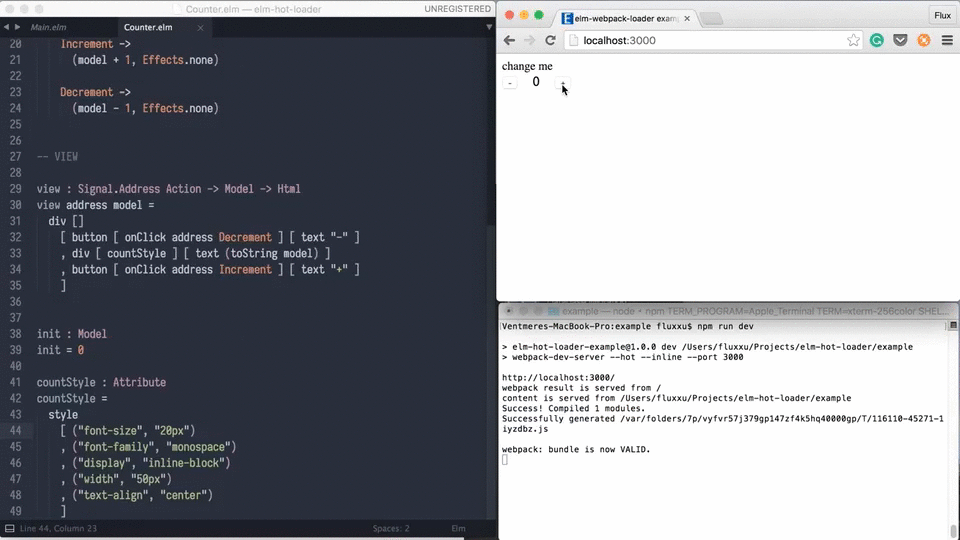 Counter.elm — elm-hot-loader
UNREGISTERED
Main.elm
Counter.elm
20 Increment ->
21 (model + 1, Effects.none)
22
23 Decrement ->
24 (model - 1, Effects.none)
25
26
27 -- VIEW
28
29 view : Signal.Address Action -> Model -> Html
30 view address model =
31 div []
32 [ button [ onClick address Decrement ] [ text "-" ]
33 , div [ countStyle ] [ text (toString model) ]
34 , button [ onClick address Increment ] [ text "+" ]
35 ]
36
37
38 init : Model
39 init = 0
40
41 countStyle : Attribute
42 countStyle =
43 style
44 [ ("font-size", "20px")
45 , ("font-family", "monospace")
46 , ("display", "inline-block")
47 , ("width", "50px")
48 , ("text-align", "center")
49 ]
Line 44, Column 23
Spaces: 2
Elm
elm-webpack-loader exam
Flux
localhost:3000
change me
- 0 +
example — node • npm TERM_PROGRAM=Apple_Terminal TERM=xterm-256color SHEL...
Ventmeres-MacBook-Pro:example fluxxu$ npm run dev
> elm-hot-loader-example@1.0.0 dev /Users/fluxxu/Projects/elm-hot-loader/example
> webpack-dev-server --hot --inline --port 3000
http://localhost:3000/
webpack result is served from /
content is served from /Users/fluxxu/Projects/elm-hot-loader/example
Success! Compiled 1 modules.
Successfully generated /var/folders/7p/vyfvr57j379gp147zf4k5hq40000gp/T/116110-45271-1
iyzdbz.js
webpack: bundle is now VALID.